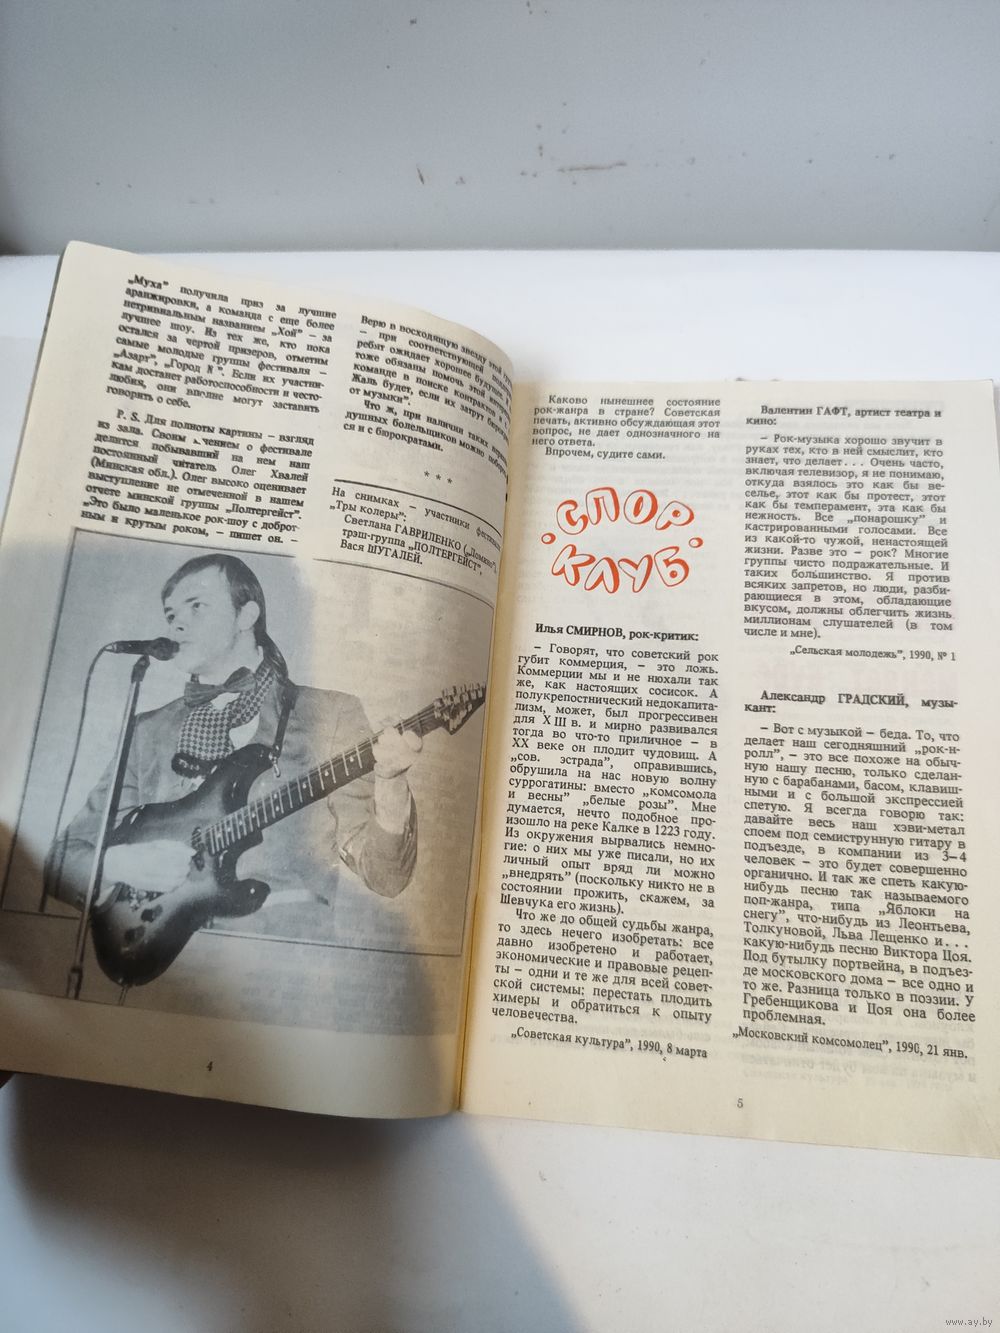 „Муха” получила приз за лучшие
аранжировки, а команда с еще более
нетривиальным названием „Хой” – за
лучшее шоу. Из тех же, кто пока
остался за чертой призеров, отметим
самые молодые группы фестиваля –
„Азарт”, „Город N”. Если их участни-
кам достанет работоспособности и често-
любия, они вполне могут заставить
говорить о себе.
P. S. Для полноты картины – взгляд
из зала. Своим мнением о фестивале
делится побывавший на нем наш
постоянный читатель Олег Хвалей
(Минская обл.). Олег высоко оценивает
выступление не отмеченной в нашем
отчете минской группы „Полтергейст”.
„Это было маленькое рок-шоу с доброт-
ным и крутым роком, – пишет он. –
Верю в восходящую звезду этой
– при соответствующей
ребят ожидает хорошее будущее.
тоже обязаны помочь этой
команде в поиске контрактов и
Жаль будет, если их затрут
от музыки”.
Что ж, при наличии таких
душных болельщиков можно
ся и с бюрократами.
* *
На снимках – участники фестиваля
„Тры колеры”:
Светлана ГАВРИЛЕНКО
трэш-группа „ПОЛТЕРГЕЙСТ”,
Вася ШУГАЛЕЙ.
4
Каково нынешнее состояние
рок-жанра в стране? Советская
печать, активно обсуждающая этот
вопрос, не дает однозначного на
него ответа.
Впрочем, судите сами.
СПОР
КЛУБ
Илья СМИРНОВ, рок-критик:
– Говорят, что советский рок
губит коммерция, – это ложь.
Коммерции мы и не нюхали так
же, как настоящих сосисок. А
полукрепостнический недокапита-
лизм, может, был прогрессивен
для XIII в. и мирно развивался
тогда во что-то приличное – в
XX веке он плодит чудовищ. А
„сов. эстрада”, оправившись,
обрушила на нас новую волну
суррогатины: вместо „комсомола
и весны” „белые розы”. Мне
думается, нечто подобное про-
изошло на реке Калке в 1223 году.
Из окружения вырвались немно-
гие: о них мы уже писали, но их
личный опыт вряд ли можно
„внедрять” (поскольку никто не в
состоянии прожить, скажем, за
Шевчука его жизнь).
Что же до общей судьбы жанра,
то здесь нечего изобретать: все
давно изобретено и работает,
экономические и правовые рецеп-
ты – одни и те же для всей совет-
ской системы: перестать плодить
химеры и обратиться к опыту
человечества.
„Советская культура”, 1990, 8 марта
Валентин ГАФТ, артист театра и
кино:
– Рок-музыка хорошо звучит в
руках тех, кто в ней смыслит, кто
знает, что делает... Очень часто,
включая телевизор, я не понимаю,
откуда взялось это как бы ве-
селье, этот как бы протест, этот
как бы темперамент, эта как бы
нежность. Все „понарошку” и
кастрированными голосами. Все
из какой-то чужой, ненастоящей
жизни. Разве это – рок? Многие
группы чисто подражательные. И
таких большинство. Я против
всяких запретов, но люди, разби-
рающиеся в этом, обладающие
вкусом, должны облегчить жизнь
миллионам слушателей (в том
числе и мне).
„Сельская молодежь”, 1990, № 1
Александр ГРАДСКИЙ, музы-
кант:
– Вот с музыкой – беда. То, что
делает наш сегодняшний „рок-н-
ролл”, – это все похоже на обыч-
ную нашу песню, только сделан-
ную с барабанами, басом, клавиш-
ными и с большой экспрессией
спетую. Я всегда говорю так:
давайте весь наш хэви-метал
споем под семиструнную гитару в
подъезде, в компании из 3–4
человек – это будет совершенно
органично. И так же спеть какую-
нибудь песню так называемого
поп-жанра, типа „Яблоки на
снегу”, что-нибудь из Леонтьева,
Толкуновой, Льва Лещенко и...
какую-нибудь песню Виктора Цоя.
Под бутылку портвейна, в подъез-
де московского дома – все одно и
то же. Разница только в поэзии. У
Гребенщикова и Цоя она более
проблемная.
„Московский комсомолец”, 1990, 21 янв.
5
www.ay.by